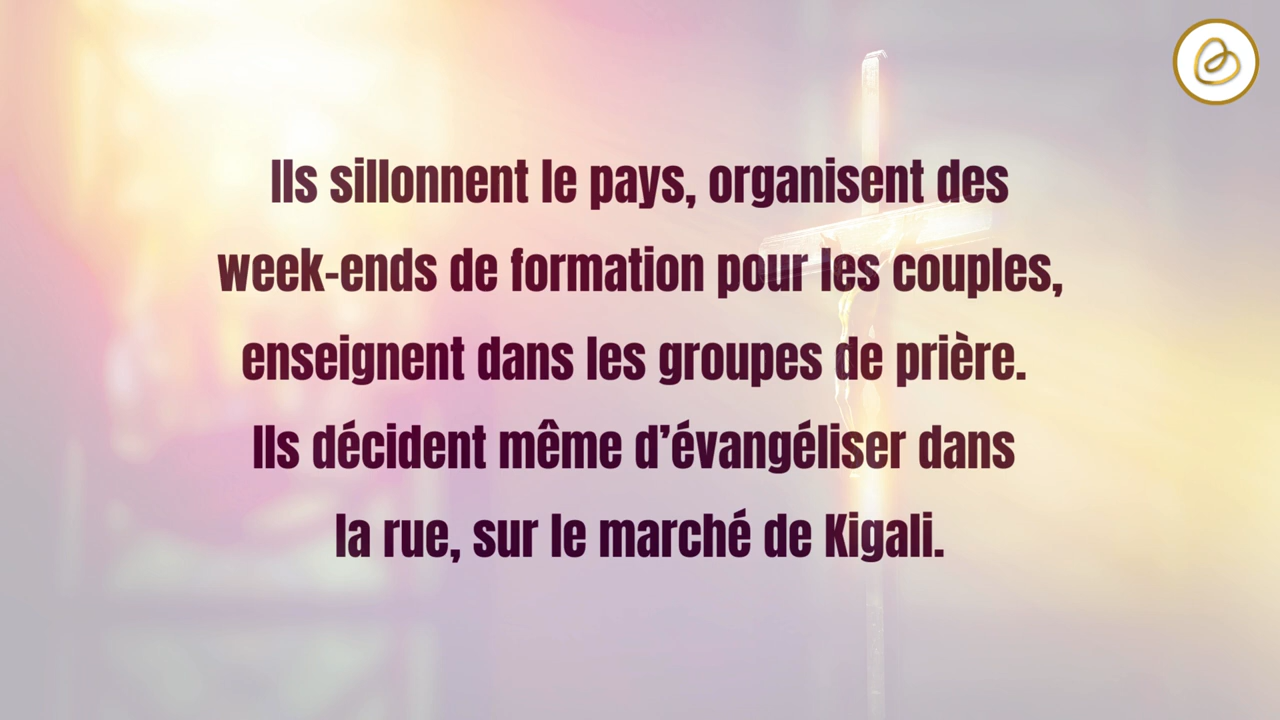 Ils sillonnent le pays, organisent des
week-ends de formation pour les couples,
enseignent dans les groupes de prière.
Ils décident même d’évangéliser dans
la rue, sur le marché de Kigali.